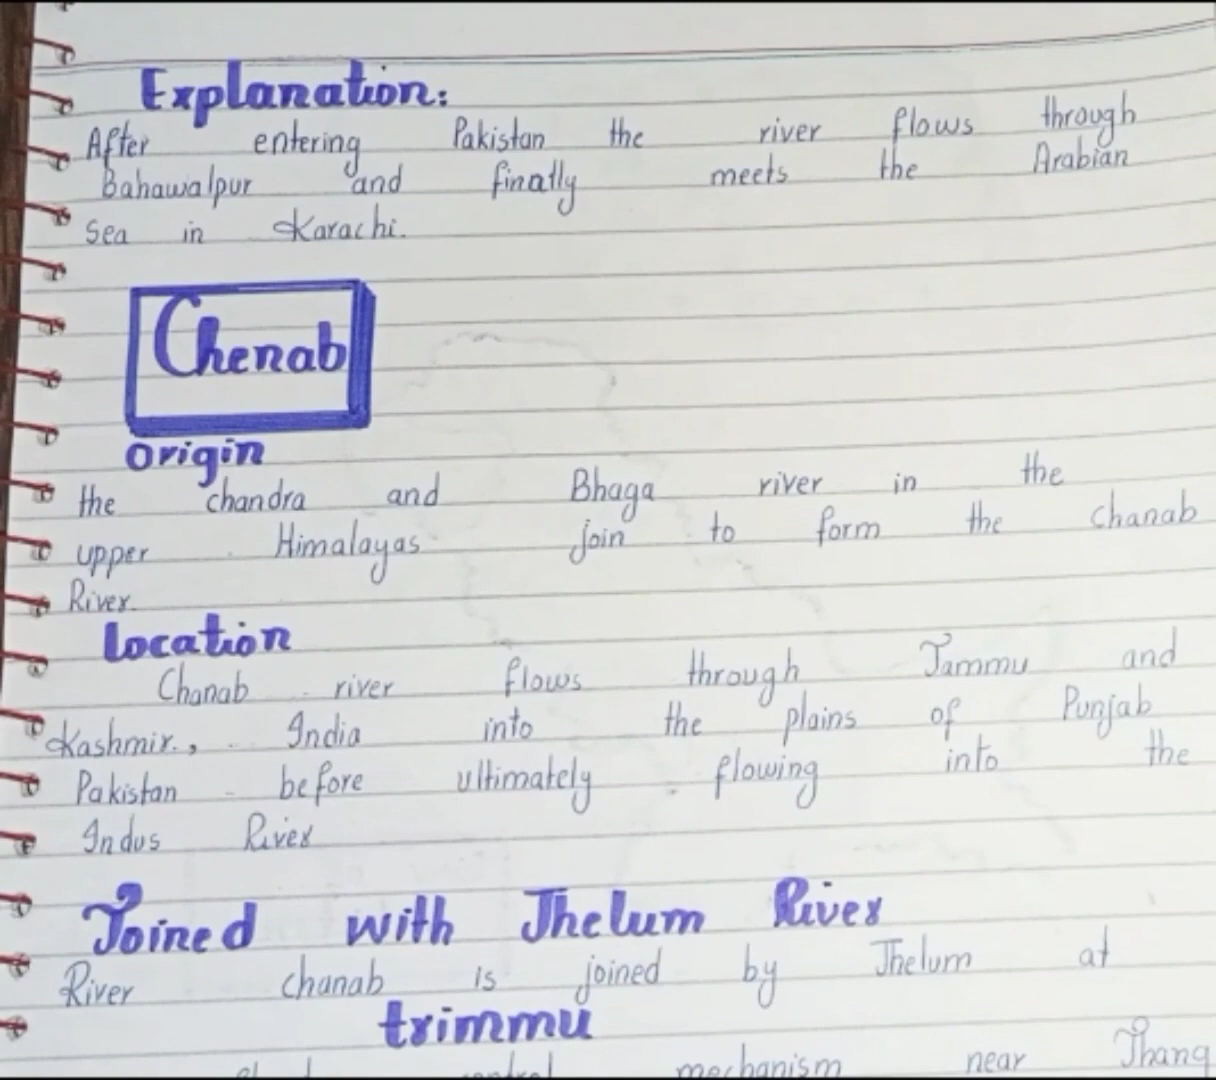 Explanation:
After entering Pakistan the river flows through
Bahawalpur and finally meets the Arabian
Sea in Karachi.
Chenab
Origin
the chandra and Bhaga river in the
upper Himalayas join to form the Chanab
River.
Location
Chanab river flows through Jammu and
Kashmir., India into the plains of Punjab
Pakistan before ultimately flowing into the
Indus River
Joined with Jhelum River
River chanab is joined by Jhelum at
trimmu
mechanism near Jhang